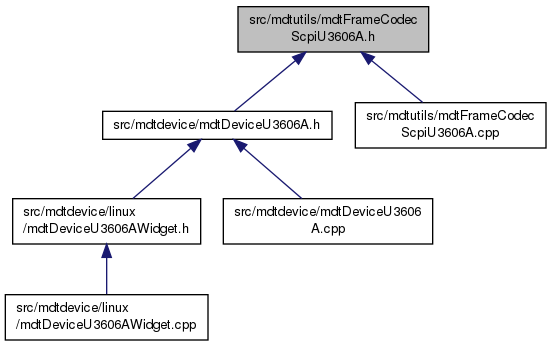 src/mdtutils/mdtFrameCodec
ScpiU3606A.h
src/mdtdevice/mdtDeviceU3606A.h
src/mdtutils/mdtFrameCodec
ScpiU3606A.cpp
src/mdtdevice/linux
/mdtDeviceU3606AWidget.h
src/mdtdevice/mdtDeviceU3606
A.cpp
src/mdtdevice/linux
/mdtDeviceU3606AWidget.cpp